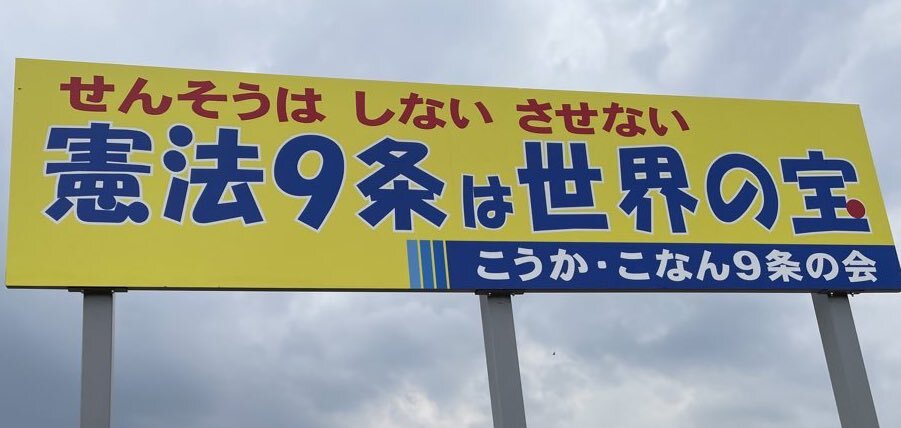 せんそうは しない させない
憲法9条は世界の宝
こうか・こなん9条の会